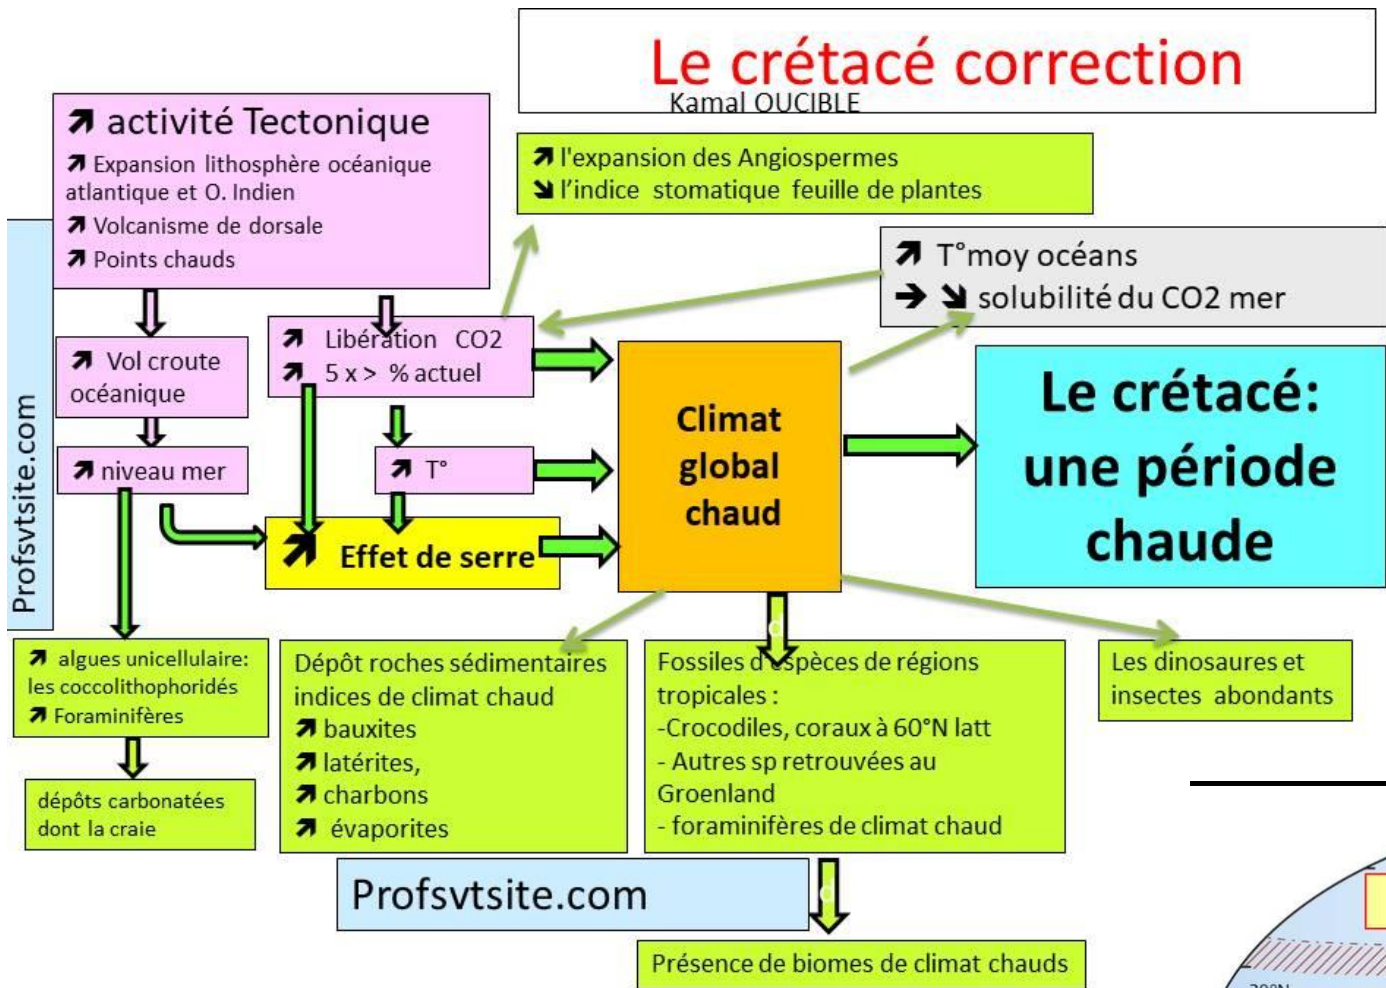 Le crétacé correction
Kamal OUCIBLE
↗ activité Tectonique
↗ Expansion lithosphère océanique
atlantique et O. Indien
↗ Volcanisme de dorsale
↗ Points chauds
↗ l'expansion des Angiospermes
↘ l’indice stomatique feuille de plantes
↗ T°moy océans
→ ↘ solubilité du CO2 mer
↗ Vol croute
océanique
↗ Libération CO2
↗ 5 x > % actuel
↗ niveau mer
↗ T°
↗ Effet de serre
Climat
global
chaud
Le crétacé:
une période
chaude
Profsvtsite.com
↗ algues unicellulaire:
les coccolithophoridés
↗ Foraminifères
dépôts carbonatées
dont la craie
Dépôt roches sédimentaires
indices de climat chaud
↗ bauxites
↗ latérites,
↗ charbons
↗ évaporites
d
Fossiles d'espèces de régions
tropicales :
-Crocodiles, coraux à 60°N latt
- Autres sp retrouvées au
Groenland
- foraminifères de climat chaud
Les dinosaures et
insectes abondants
Profsvtsite.com
d
Présence de biomes de climat chauds